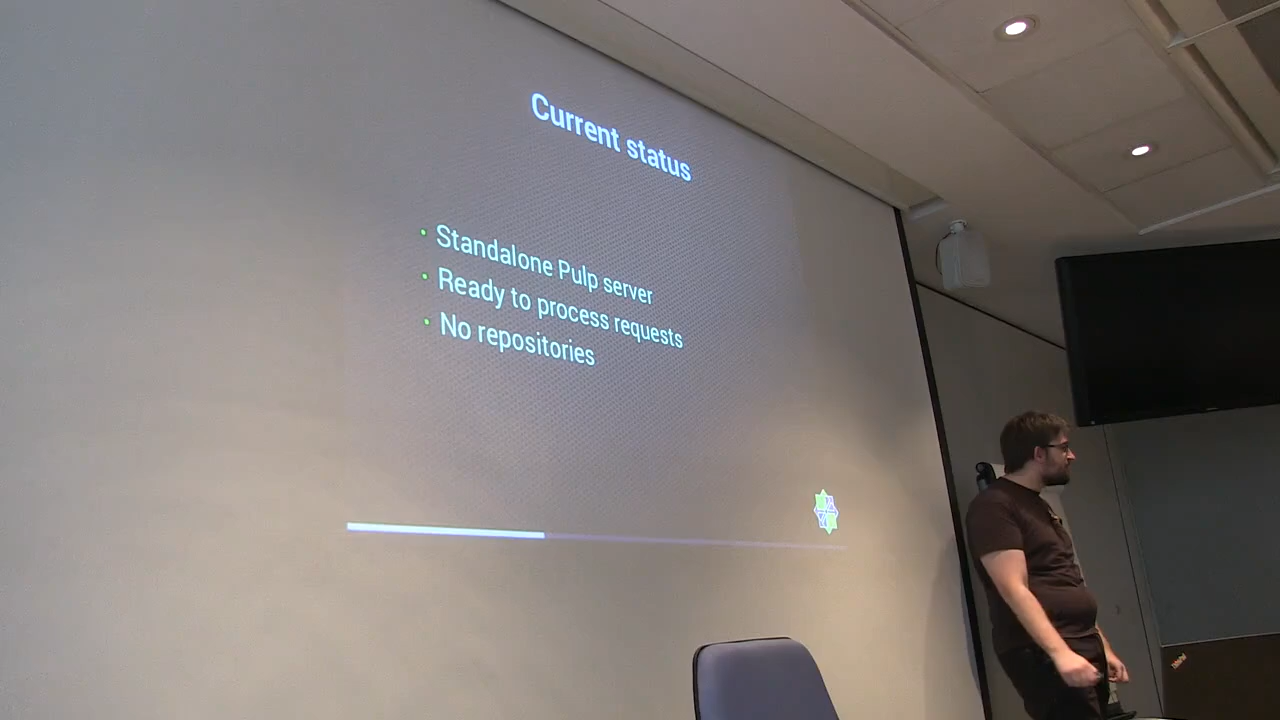 Current status
Standalone Pulp server
Ready to process requests
No repositories